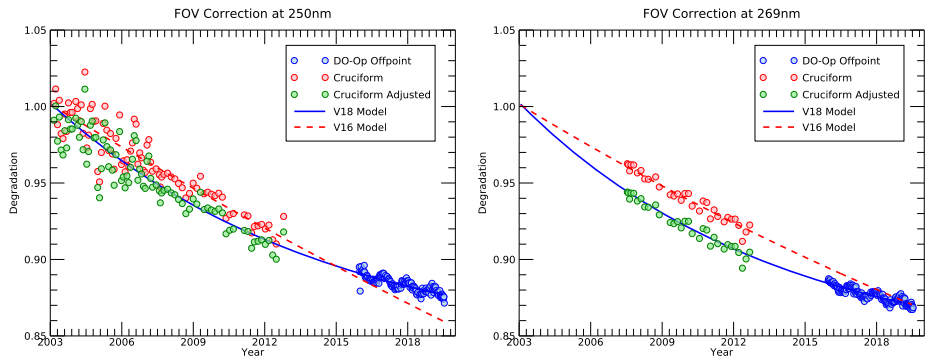 FOV Correction at 250nm
1.05
1.00
0.95
0.90
0.85
Degradation
DO-Op Offpoint
Cruciform
Cruciform Adjusted
V18 Model
V16 Model
2003
2006
2009
2012
2015
2018
Year
FOV Correction at 269nm
1.05
1.00
0.95
0.90
0.85
Degradation
DO-Op Offpoint
Cruciform
Cruciform Adjusted
V18 Model
V16 Model
2003
2006
2009
2012
2015
2018
Year